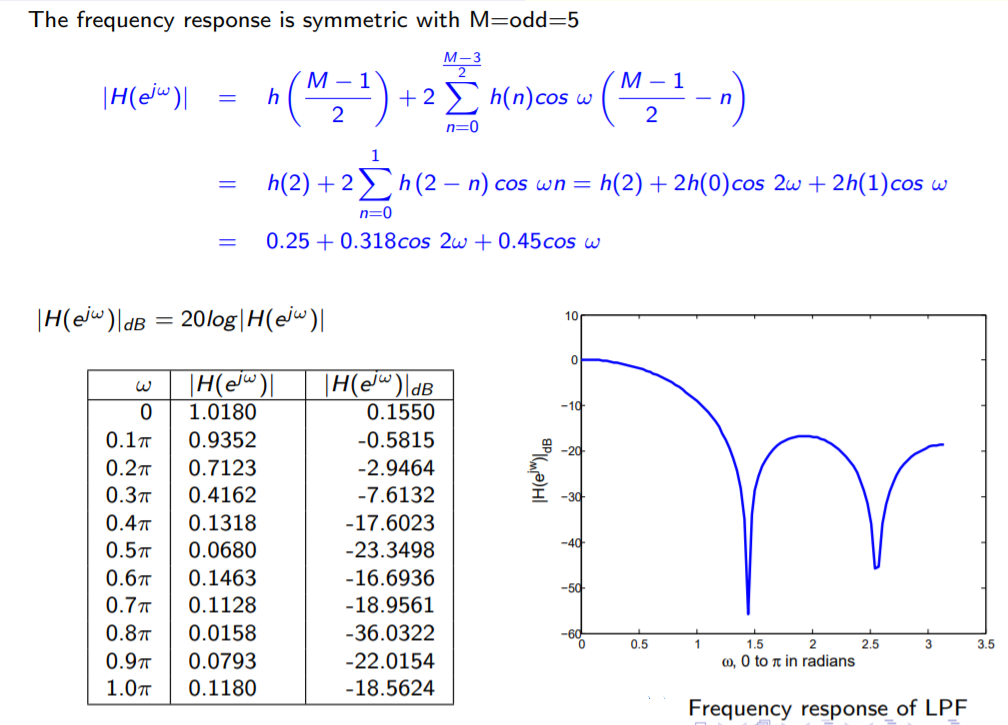 The frequency response is symmetric with M=odd=5
|H(e^{jω})| = h((M − 1)/2) + 2 ∑_{n=0}^{(M−3)/2} h(n)cos ω((M − 1)/2 − n)
= h(2) + 2 ∑_{n=0}^{1} h (2 − n) cos ωn = h(2) + 2h(0)cos 2ω + 2h(1)cos ω
= 0.25 + 0.318cos 2ω + 0.45cos ω
|H(e^{jω})|_{dB} = 20log|H(e^{jω})|
ω |H(e^{jω})| |H(e^{jω})|_{dB}
0 1.0180 0.1550
0.1π 0.9352 -0.5815
0.2π 0.7123 -2.9464
0.3π 0.4162 -7.6132
0.4π 0.1318 -17.6023
0.5π 0.0680 -23.3498
0.6π 0.1463 -16.6936
0.7π 0.1128 -18.9561
0.8π 0.0158 -36.0322
0.9π 0.0793 -22.0154
1.0π 0.1180 -18.5624
10
0
−10
−20
−30
−40
−50
−60
|H(e^{jw})|_{dB}
0 0.5 1 1.5 2 2.5 3 3.5
ω, 0 to π in radians
Frequency response of LPF